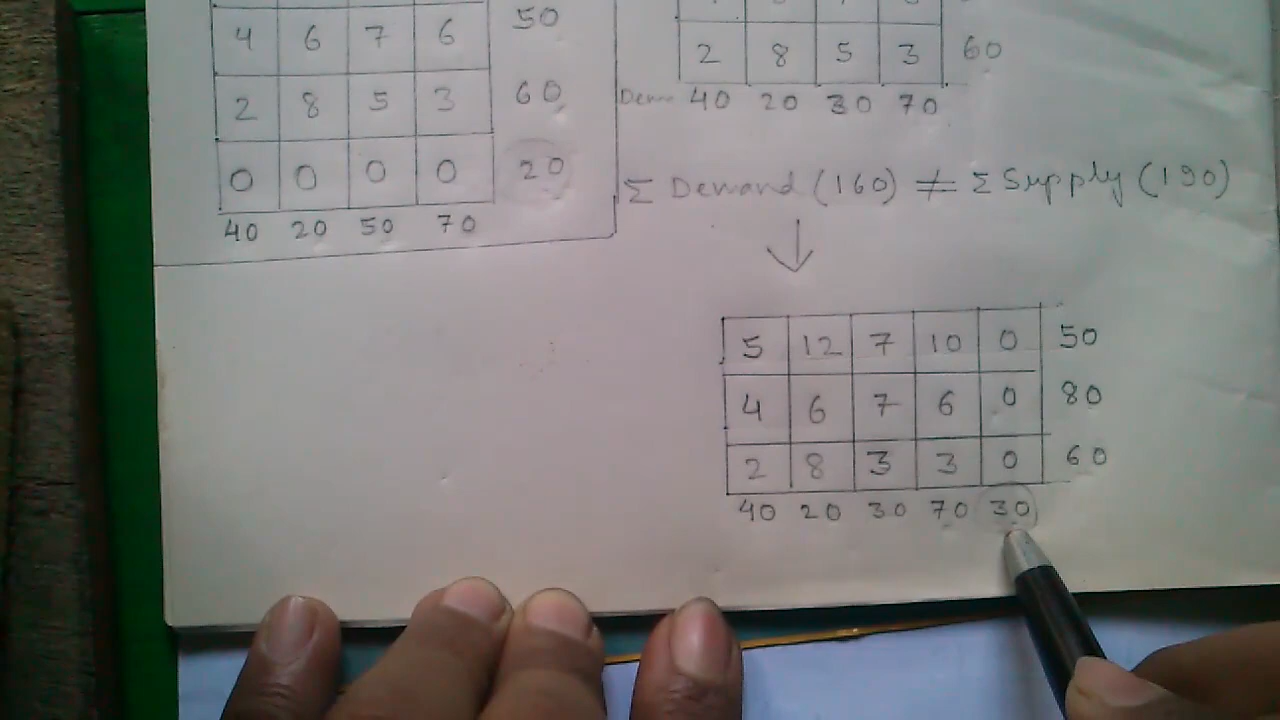 4 6 7 6 50
2 8 5 3 60
0 0 0 0 20
40 20 50 70
2 8 5 3 60
40 20 30 70
Σ Demand (160) ≠ Σ Supply (190)
↓
5 12 7 10 0 50
4 6 7 6 0 80
2 8 3 3 0 60
40 20 30 70 30